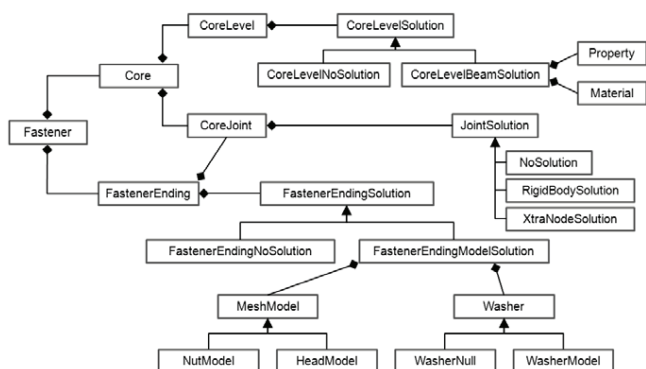 CoreLevel
CoreLevelSolution
Property
Core
CoreLevelNoSolution
CoreLevelBeamSolution
Material
Fastener
CoreJoint
JointSolution
NoSolution
FastenerEnding
FastenerEndingSolution
RigidBodySolution
XtraNodeSolution
FastenerEndingNoSolution
FastenerEndingModelSolution
MeshModel
Washer
NutModel
HeadModel
WasherNull
WasherModel